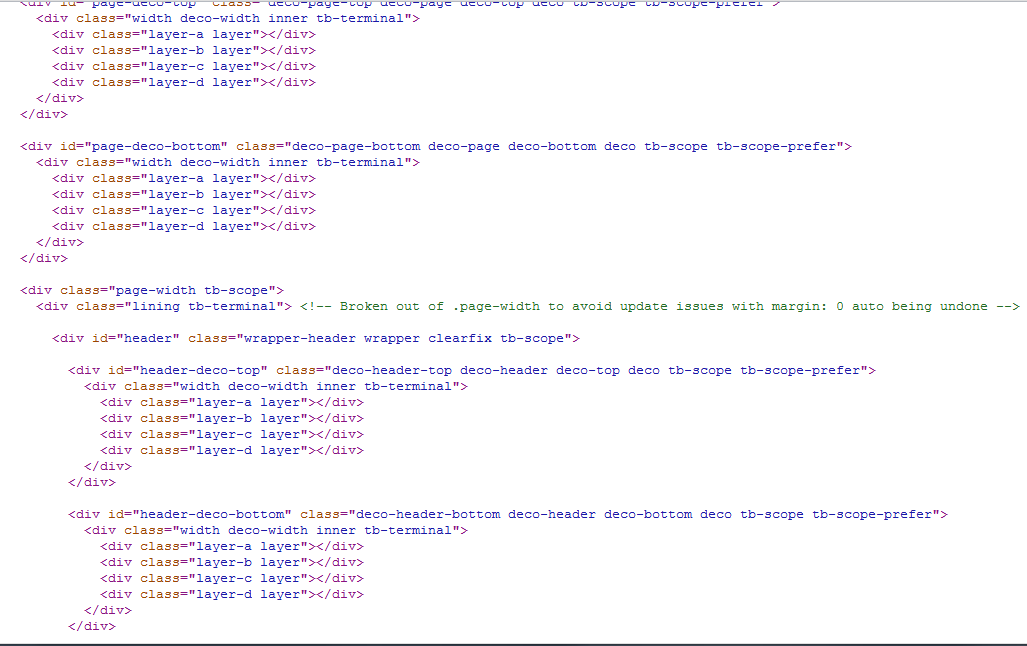 <div id="page-deco-top" class="deco-page-top deco-page deco-top deco tb-scope tb-scope-prefer">
<div class="width deco-width inner tb-terminal">
<div class="layer-a layer"></div>
<div class="layer-b layer"></div>
<div class="layer-c layer"></div>
<div class="layer-d layer"></div>
</div>
</div>
<div id="page-deco-bottom" class="deco-page-bottom deco-page deco-bottom deco tb-scope tb-scope-prefer">
<div class="width deco-width inner tb-terminal">
<div class="layer-a layer"></div>
<div class="layer-b layer"></div>
<div class="layer-c layer"></div>
<div class="layer-d layer"></div>
</div>
</div>
<div class="page-width tb-scope">
<div class="lining tb-terminal"> <!-- Broken out of .page-width to avoid update issues with margin: 0 auto being undone -->
<div id="header" class="wrapper-header wrapper clearfix tb-scope">
<div id="header-deco-top" class="deco-header-top deco-header deco-top deco tb-scope tb-scope-prefer">
<div class="width deco-width inner tb-terminal">
<div class="layer-a layer"></div>
<div class="layer-b layer"></div>
<div class="layer-c layer"></div>
<div class="layer-d layer"></div>
</div>
</div>
<div id="header-deco-bottom" class="deco-header-bottom deco-header deco-bottom deco tb-scope tb-scope-prefer">
<div class="width deco-width inner tb-terminal">
<div class="layer-a layer"></div>
<div class="layer-b layer"></div>
<div class="layer-c layer"></div>
<div class="layer-d layer"></div>
</div>
</div>